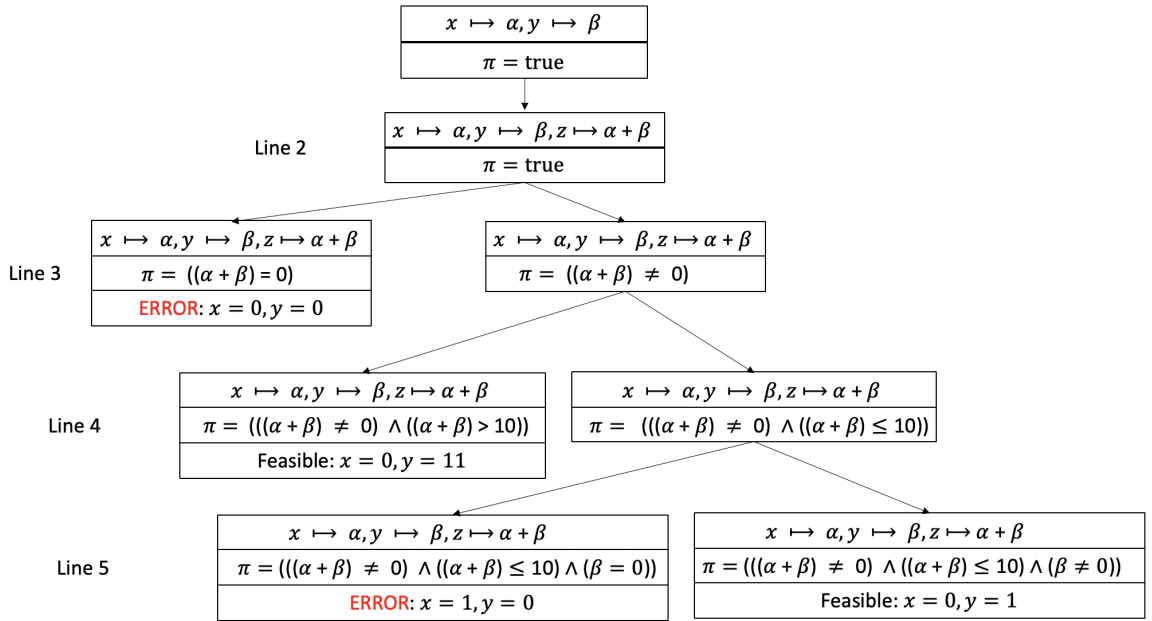 x ↦ α, y ↦ β
π = true
Line 2
x ↦ α, y ↦ β, z ↦ α + β
π = true
Line 3
x ↦ α, y ↦ β, z ↦ α + β
π = ((α + β) = 0)
ERROR: x = 0, y = 0
x ↦ α, y ↦ β, z ↦ α + β
π = ((α + β) ≠ 0)
Line 4
x ↦ α, y ↦ β, z ↦ α + β
π = (((α + β) ≠ 0) ∧ ((α + β) > 10))
Feasible: x = 0, y = 11
x ↦ α, y ↦ β, z ↦ α + β
π = (((α + β) ≠ 0) ∧ ((α + β) ≤ 10))
Line 5
x ↦ α, y ↦ β, z ↦ α + β
π = (((α + β) ≠ 0) ∧ ((α + β) ≤ 10) ∧ (β = 0))
ERROR: x = 1, y = 0
x ↦ α, y ↦ β, z ↦ α + β
π = (((α + β) ≠ 0) ∧ ((α + β) ≤ 10) ∧ (β ≠ 0))
Feasible: x = 0, y = 1